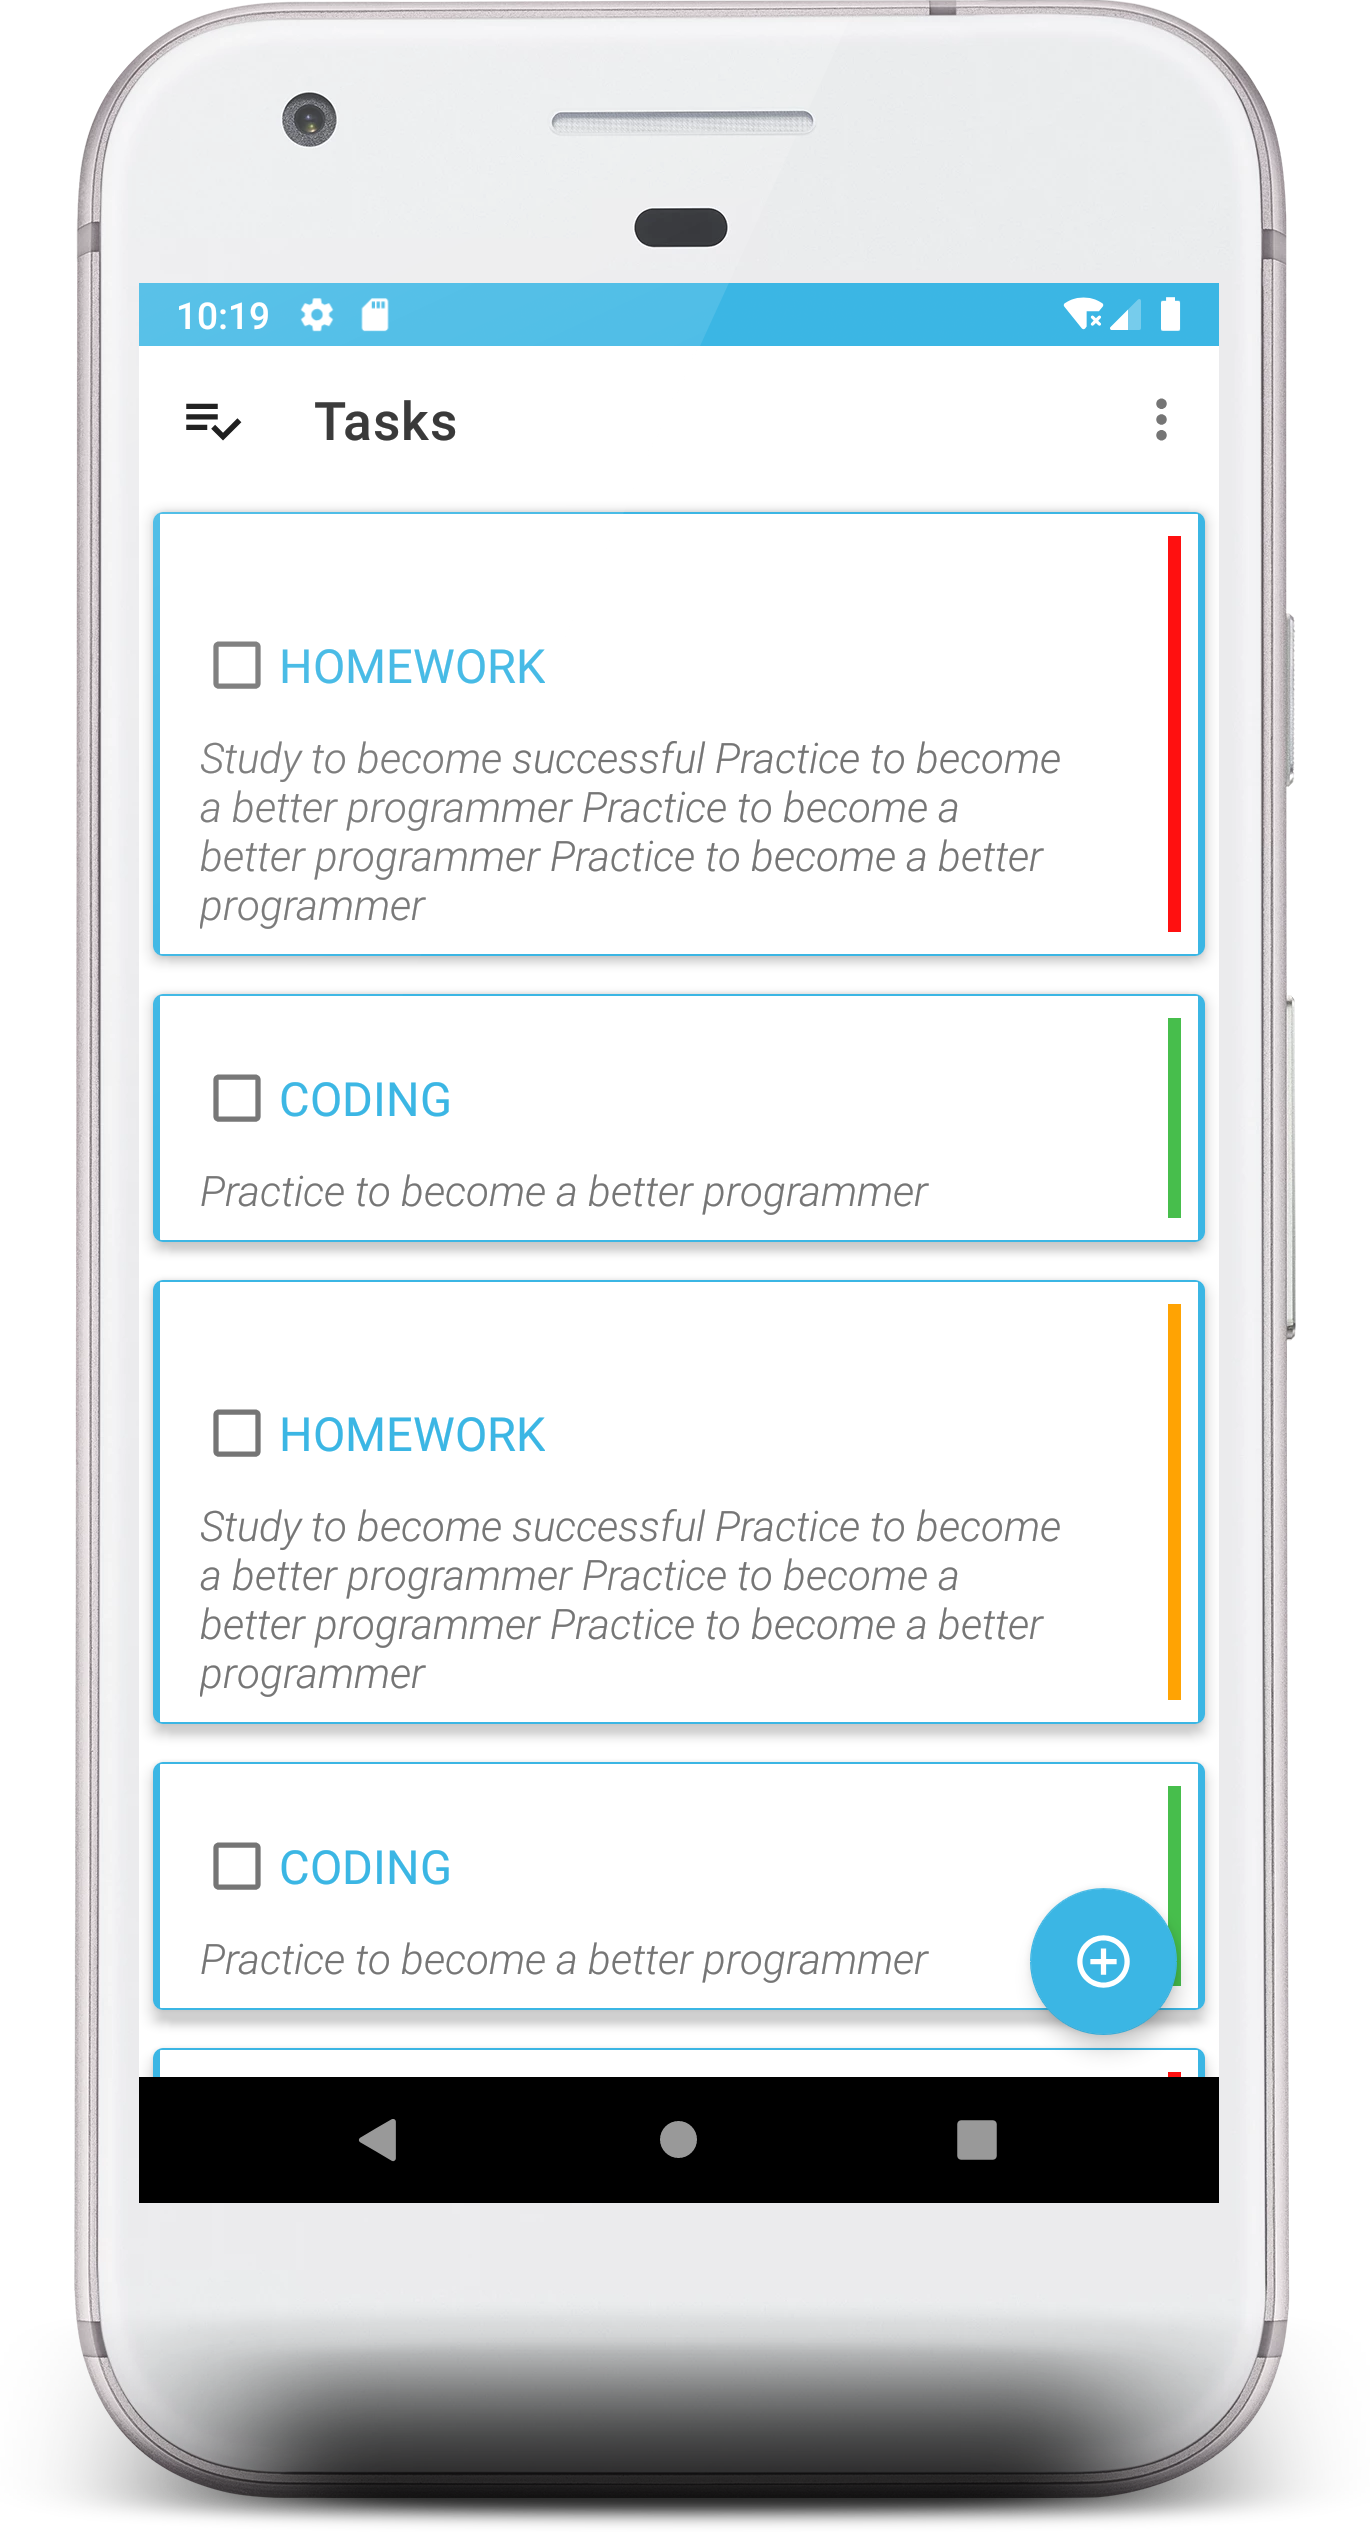 10:19
Tasks
HOMEWORK
Study to become successful Practice to become
a better programmer Practice to become a
better programmer Practice to become a better
programmer
CODING
Practice to become a better programmer
HOMEWORK
Study to become successful Practice to become
a better programmer Practice to become a
better programmer Practice to become a better
programmer
CODING
Practice to become a better programmer